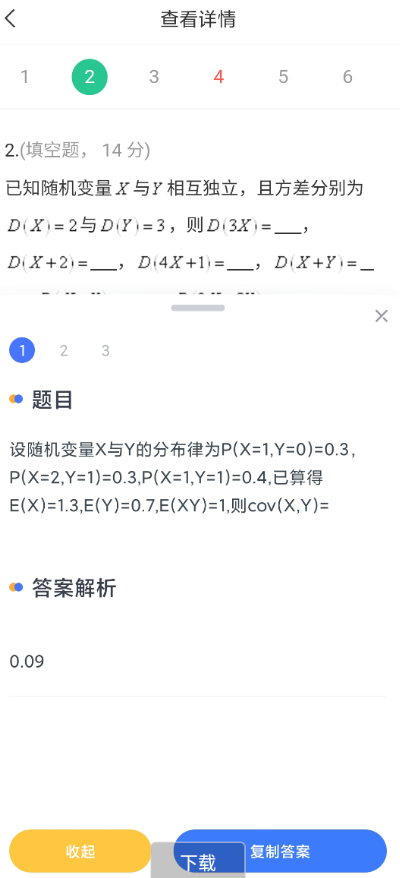 查看详情
1 2 3 4 5 6
2.(填空题， 14 分)
已知随机变量 X 与Y 相互独立，且方差分别为
D(X)=2与D(Y)=3，则D(3X)=___，
D(X+2)=___，D(4X+1)=___，D(X+Y)=_
1 2 3
题目
设随机变量X与Y的分布律为P(X=1,Y=0)=0.3,
P(X=2,Y=1)=0.3,P(X=1,Y=1)=0.4,已算得
E(X)=1.3,E(Y)=0.7,E(XY)=1,则cov(X,Y)=
答案解析
0.09
收起 下载 复制答案